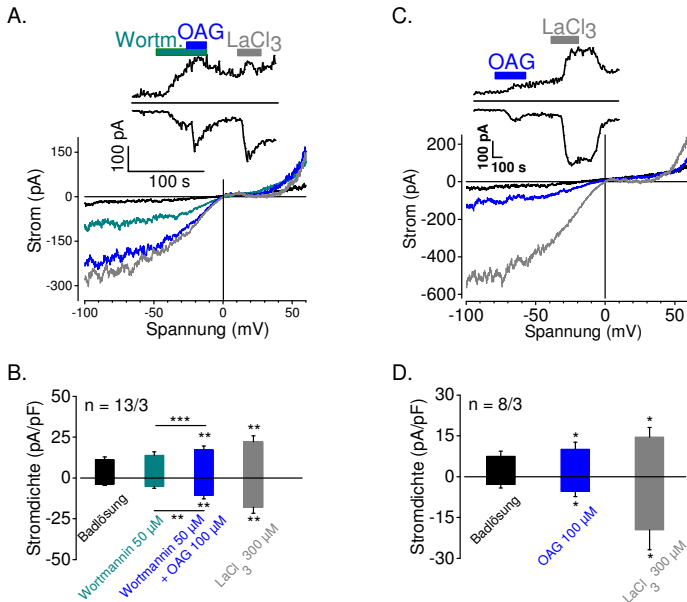 A.
Wortm.
OAG
LaCl3
100 pA
100 s
Strom (pA)
150
0
-150
-300
-100
-50
0
50
Spannung (mV)
C.
OAG
LaCl3
100 pA
100 s
Strom (pA)
200
0
-200
-400
-600
-100
-50
0
50
Spannung (mV)
B.
n = 13/3
Stromdichte (pA/pF)
50
25
0
-25
-50
***
**
**
**
**
**
Badlösung
Wortmannin 50 µM
Wortmannin 50 µM
+ OAG 100 µM
LaCl3 300 µM
D.
n = 8/3
Stromdichte (pA/pF)
30
15
0
-15
-30
*
*
*
*
Badlösung
OAG 100 µM
LaCl3 300 µM